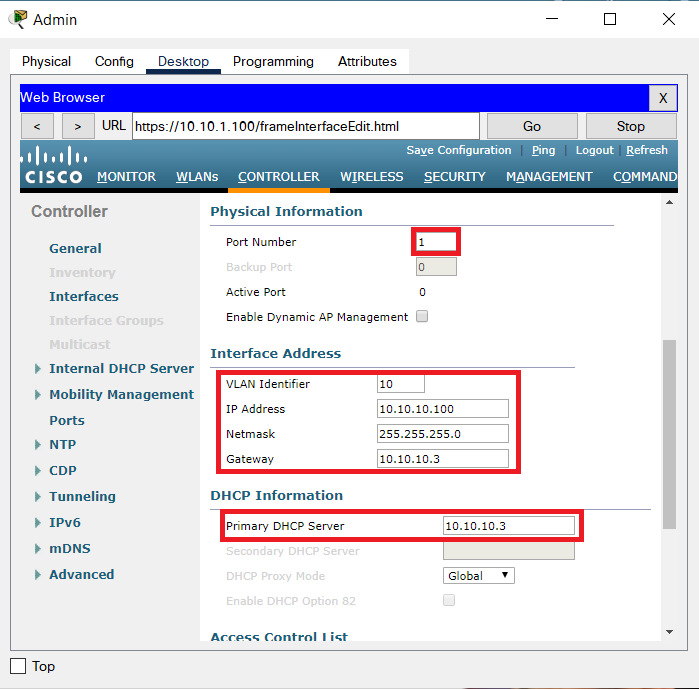 Admin
Physical Config Desktop Programming Attributes
Web Browser X
< > URL https://10.10.1.100/frameInterfaceEdit.html Go Stop
Save Configuration | Ping | Logout | Refresh
CISCO MONITOR WLANs CONTROLLER WIRELESS SECURITY MANAGEMENT COMMAND
Controller
General
Inventory
Interfaces
Interface Groups
Multicast
Internal DHCP Server
Mobility Management
Ports
NTP
CDP
Tunneling
IPv6
mDNS
Advanced
Physical Information
Port Number 1
Backup Port 0
Active Port 0
Enable Dynamic AP Management
Interface Address
VLAN Identifier 10
IP Address 10.10.10.100
Netmask 255.255.255.0
Gateway 10.10.10.3
DHCP Information
Primary DHCP Server 10.10.10.3
Secondary DHCP Server
DHCP Proxy Mode Global
Enable DHCP Option 82
Access Control List
Top